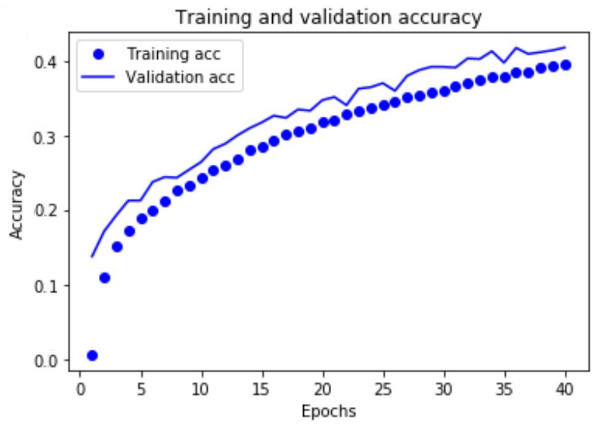 Training and validation accuracy
Training acc
Validation acc
0.4
0.3
0.2
0.1
0.0
Accuracy
0 5 10 15 20 25 30 35 40
Epochs